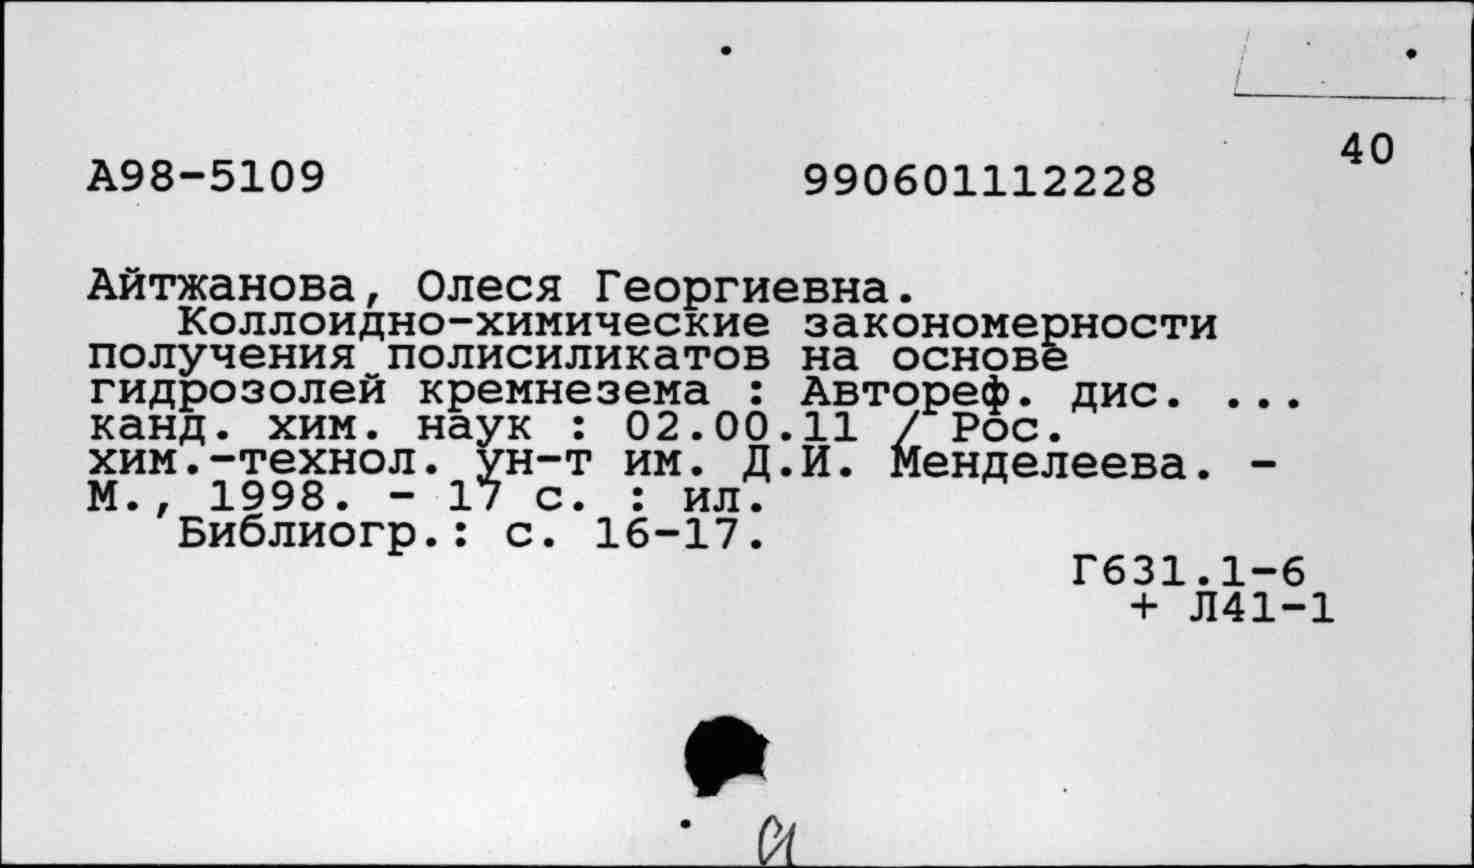 40
А98-5109 990601112228
Айтжанова, Олеся Георгиевна.
Коллоидно-химические закономерности
получения полисиликатов на основе
гидрозолей кремнезема : Автореф. дис. ...
канд. хим. наук : 02.00.11 / Рос.
хим.-технол. ун-т им. Д.И. Менделеева. -
М., 1998. - 17 с. : ил.
Библиогр.: с. 16-17.
Г631.1-6
+ Л41-1